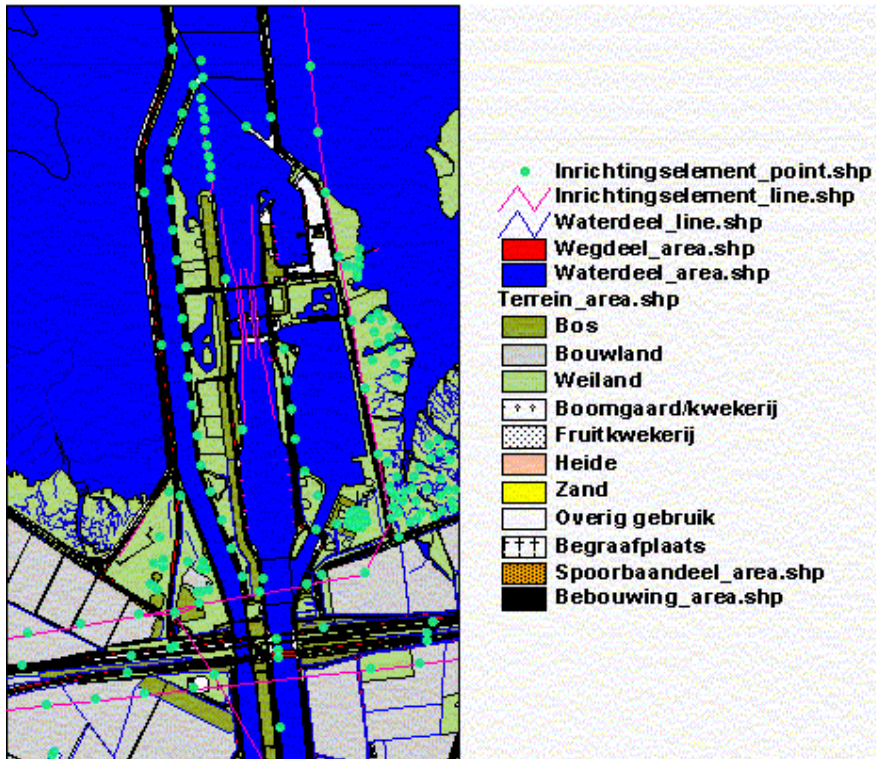 Inrichtingselement_point.shp
Inrichtingselement_line.shp
Waterdeel_line.shp
Wegdeel_area.shp
Waterdeel_area.shp
Terrein_area.shp
Bos
Bouwland
Weiland
Boomgaard/kwekerij
Fruitkwekerij
Heide
Zand
Overig gebruik
Begraafplaats
Spoorbaandeel_area.shp
Bebouwing_area.shp